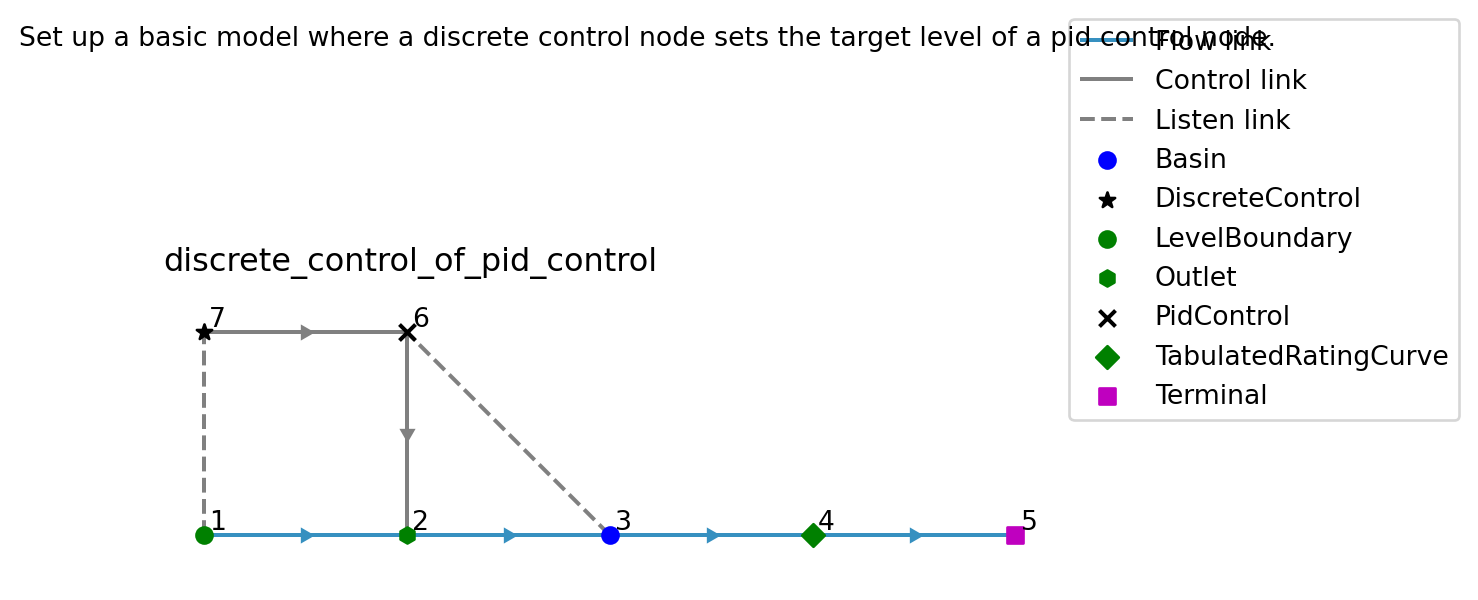 Set up a basic model where a discrete control node sets the target level of a pid control node.
Flow link
Control link
Listen link
Basin
DiscreteControl
LevelBoundary
Outlet
PidControl
TabulatedRatingCurve
Terminal
discrete_control_of_pid_control
7 6
1 2 3 4 5